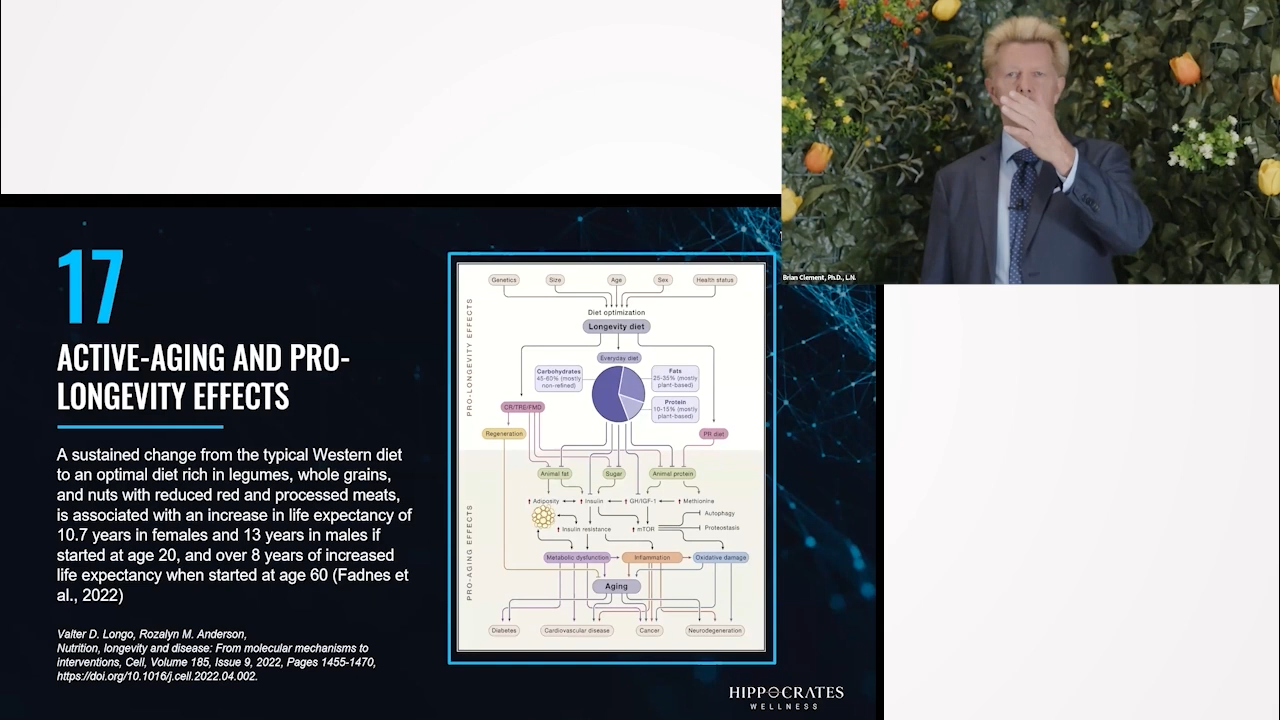 Brian Clement, Ph.D., L.N.
17
ACTIVE-AGING AND PRO-
LONGEVITY EFFECTS
A sustained change from the typical Western diet
to an optimal diet rich in legumes, whole grains,
and nuts with reduced red and processed meats,
is associated with an increase in life expectancy of
10.7 years in females and 13 years in males if
started at age 20, and over 8 years of increased
life expectancy when started at age 60 (Fadnes et
al., 2022)
Valter D. Longo, Rozalyn M. Anderson,
Nutrition, longevity and disease: From molecular mechanisms to
interventions, Cell, Volume 185, Issue 9, 2022, Pages 1455-1470,
https://doi.org/10.1016/j.cell.2022.04.002.
PRO-LONGEVITY EFFECTS
PRO-AGING EFFECTS
Genetics Size Age Sex Health status
Diet optimization
Longevity diet
Everyday diet
Carbohydrates
45-60% (mostly
non-refined)
Fats
25-35% (mostly
plant-based)
Protein
10-15% (mostly
plant-based)
CR/TRE/FMD
Regeneration
PR diet
Animal fat Sugar Animal protein
Adiposity Insulin GH/IGF-1 Methionine
Autophagy
Insulin resistance mTOR Proteostasis
Metabolic dysfunction Inflammation Oxidative damage
Aging
Diabetes Cardiovascular disease Cancer Neurodegeneration
HIPPOCRATES
WELLNESS